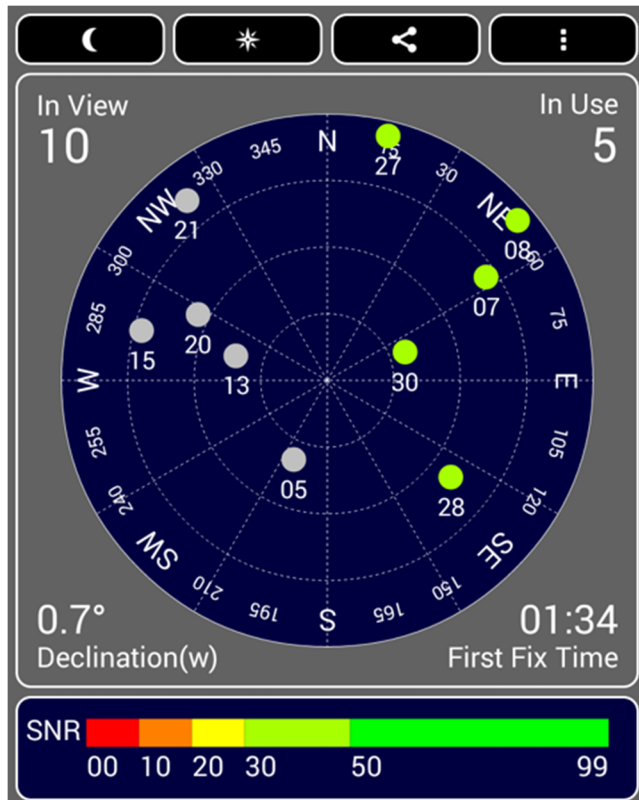 In View
10
In Use
5
N
15
27
30
NE
08
60
07
75
E
30
105
28
120
SE
150
165
S
195
210
SW
240
255
W
285
300
NW
21
330
345
15
20
13
05
0.7°
Declination(w)
01:34
First Fix Time
SNR
00 10 20 30 50 99